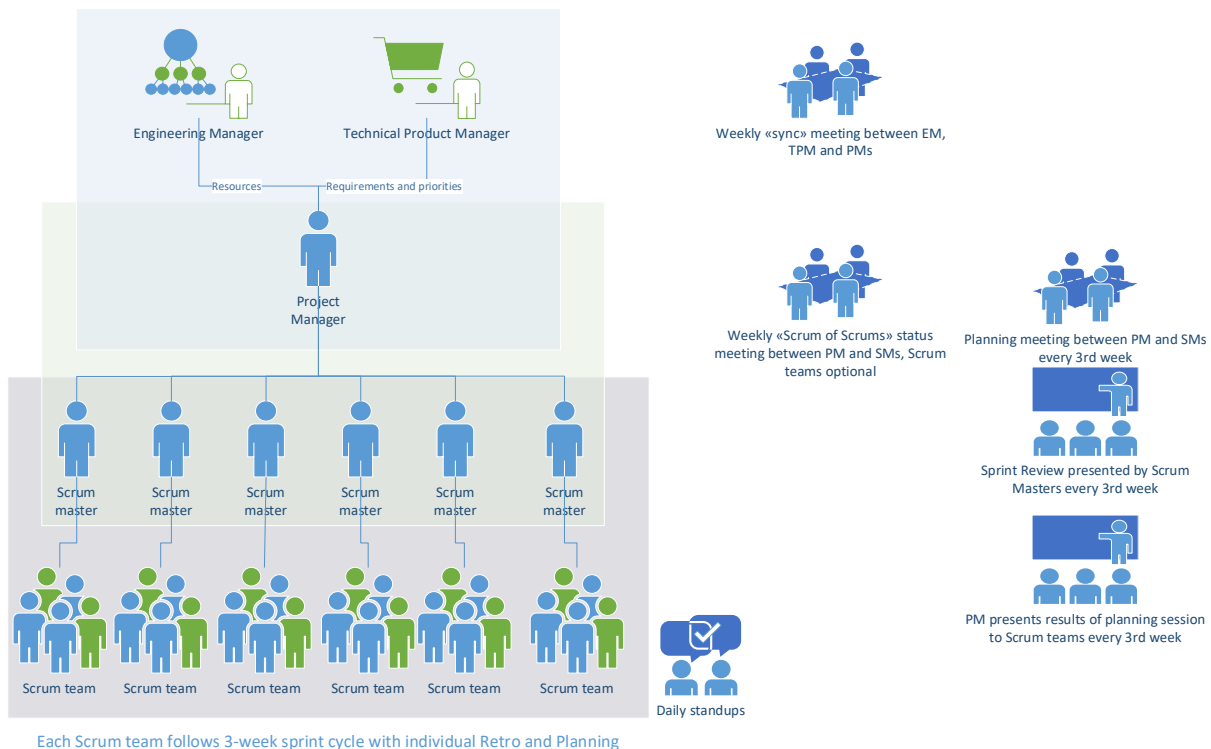 Engineering Manager
Technical Product Manager
Weekly «sync» meeting between EM,
TPM and PMs
Resources
Requirements and priorities
Project
Manager
Weekly «Scrum of Scrums» status
meeting between PM and SMs, Scrum
teams optional
Planning meeting between PM and SMs
every 3rd week
Sprint Review presented by Scrum
Masters every 3rd week
Scrum
master
Scrum
master
Scrum
master
Scrum
master
Scrum
master
Scrum
master
PM presents results of planning session
to Scrum teams every 3rd week
Scrum team
Scrum team
Scrum team
Scrum team
Scrum team
Scrum team
Daily standups
Each Scrum team follows 3-week sprint cycle with individual Retro and Planning